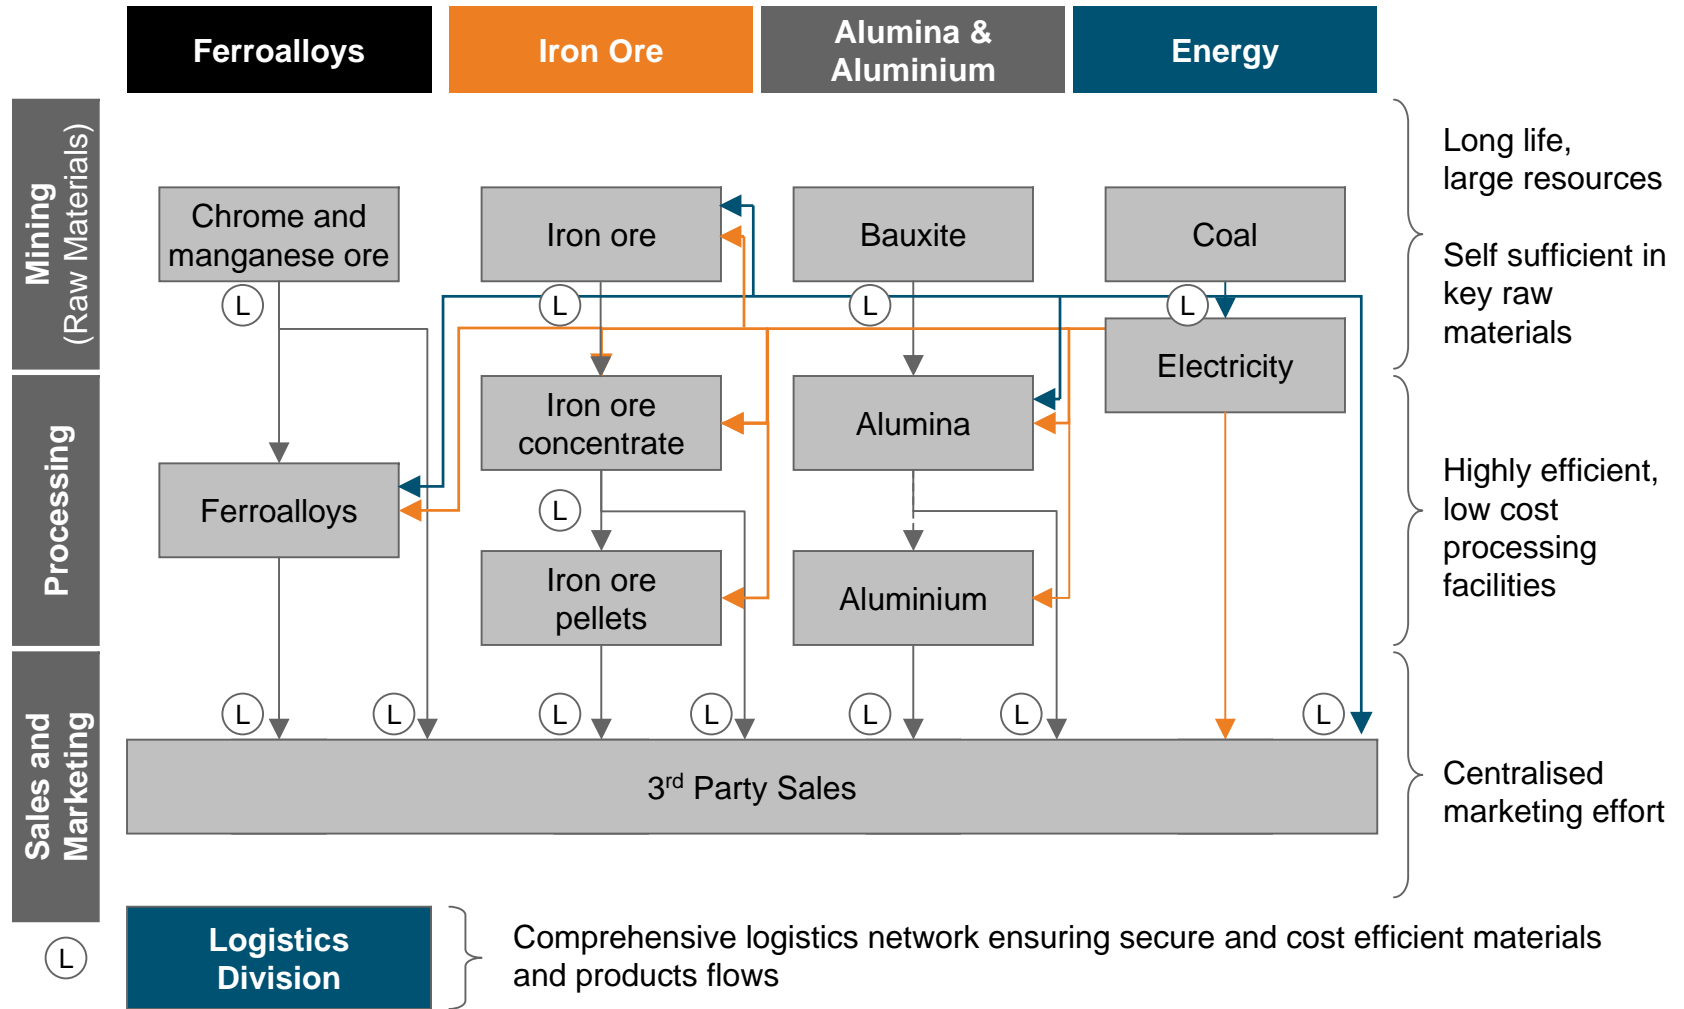 Ferroalloys
Iron Ore
Alumina &
Aluminium
Energy
Mining
(Raw Materials)
Chrome and
manganese ore
Iron ore
Bauxite
Coal
Long life,
large resources
Self sufficient in
key raw
materials
L
L
L
L
Electricity
Processing
Iron ore
concentrate
Alumina
Ferroalloys
L
Iron ore
pellets
Aluminium
Highly efficient,
low cost
processing
facilities
Sales and
Marketing
L
L
L
L
L
L
L
3rd Party Sales
Centralised
marketing effort
L
Logistics
Division
Comprehensive logistics network ensuring secure and cost efficient materials
and products flows